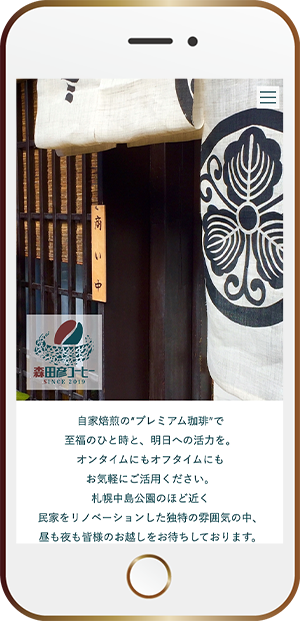 商い中
森田彦コーヒー
SINCE 2019
自家焙煎の“プレミアム珈琲”で
至福のひと時と、明日への活力を。
オンタイムにもオフタイムにも
お気軽にご活用ください。
札幌中島公園のほど近く
民家をリノベーションした独特の雰囲気の中、
昼も夜も皆様のお越しをお待ちしております。